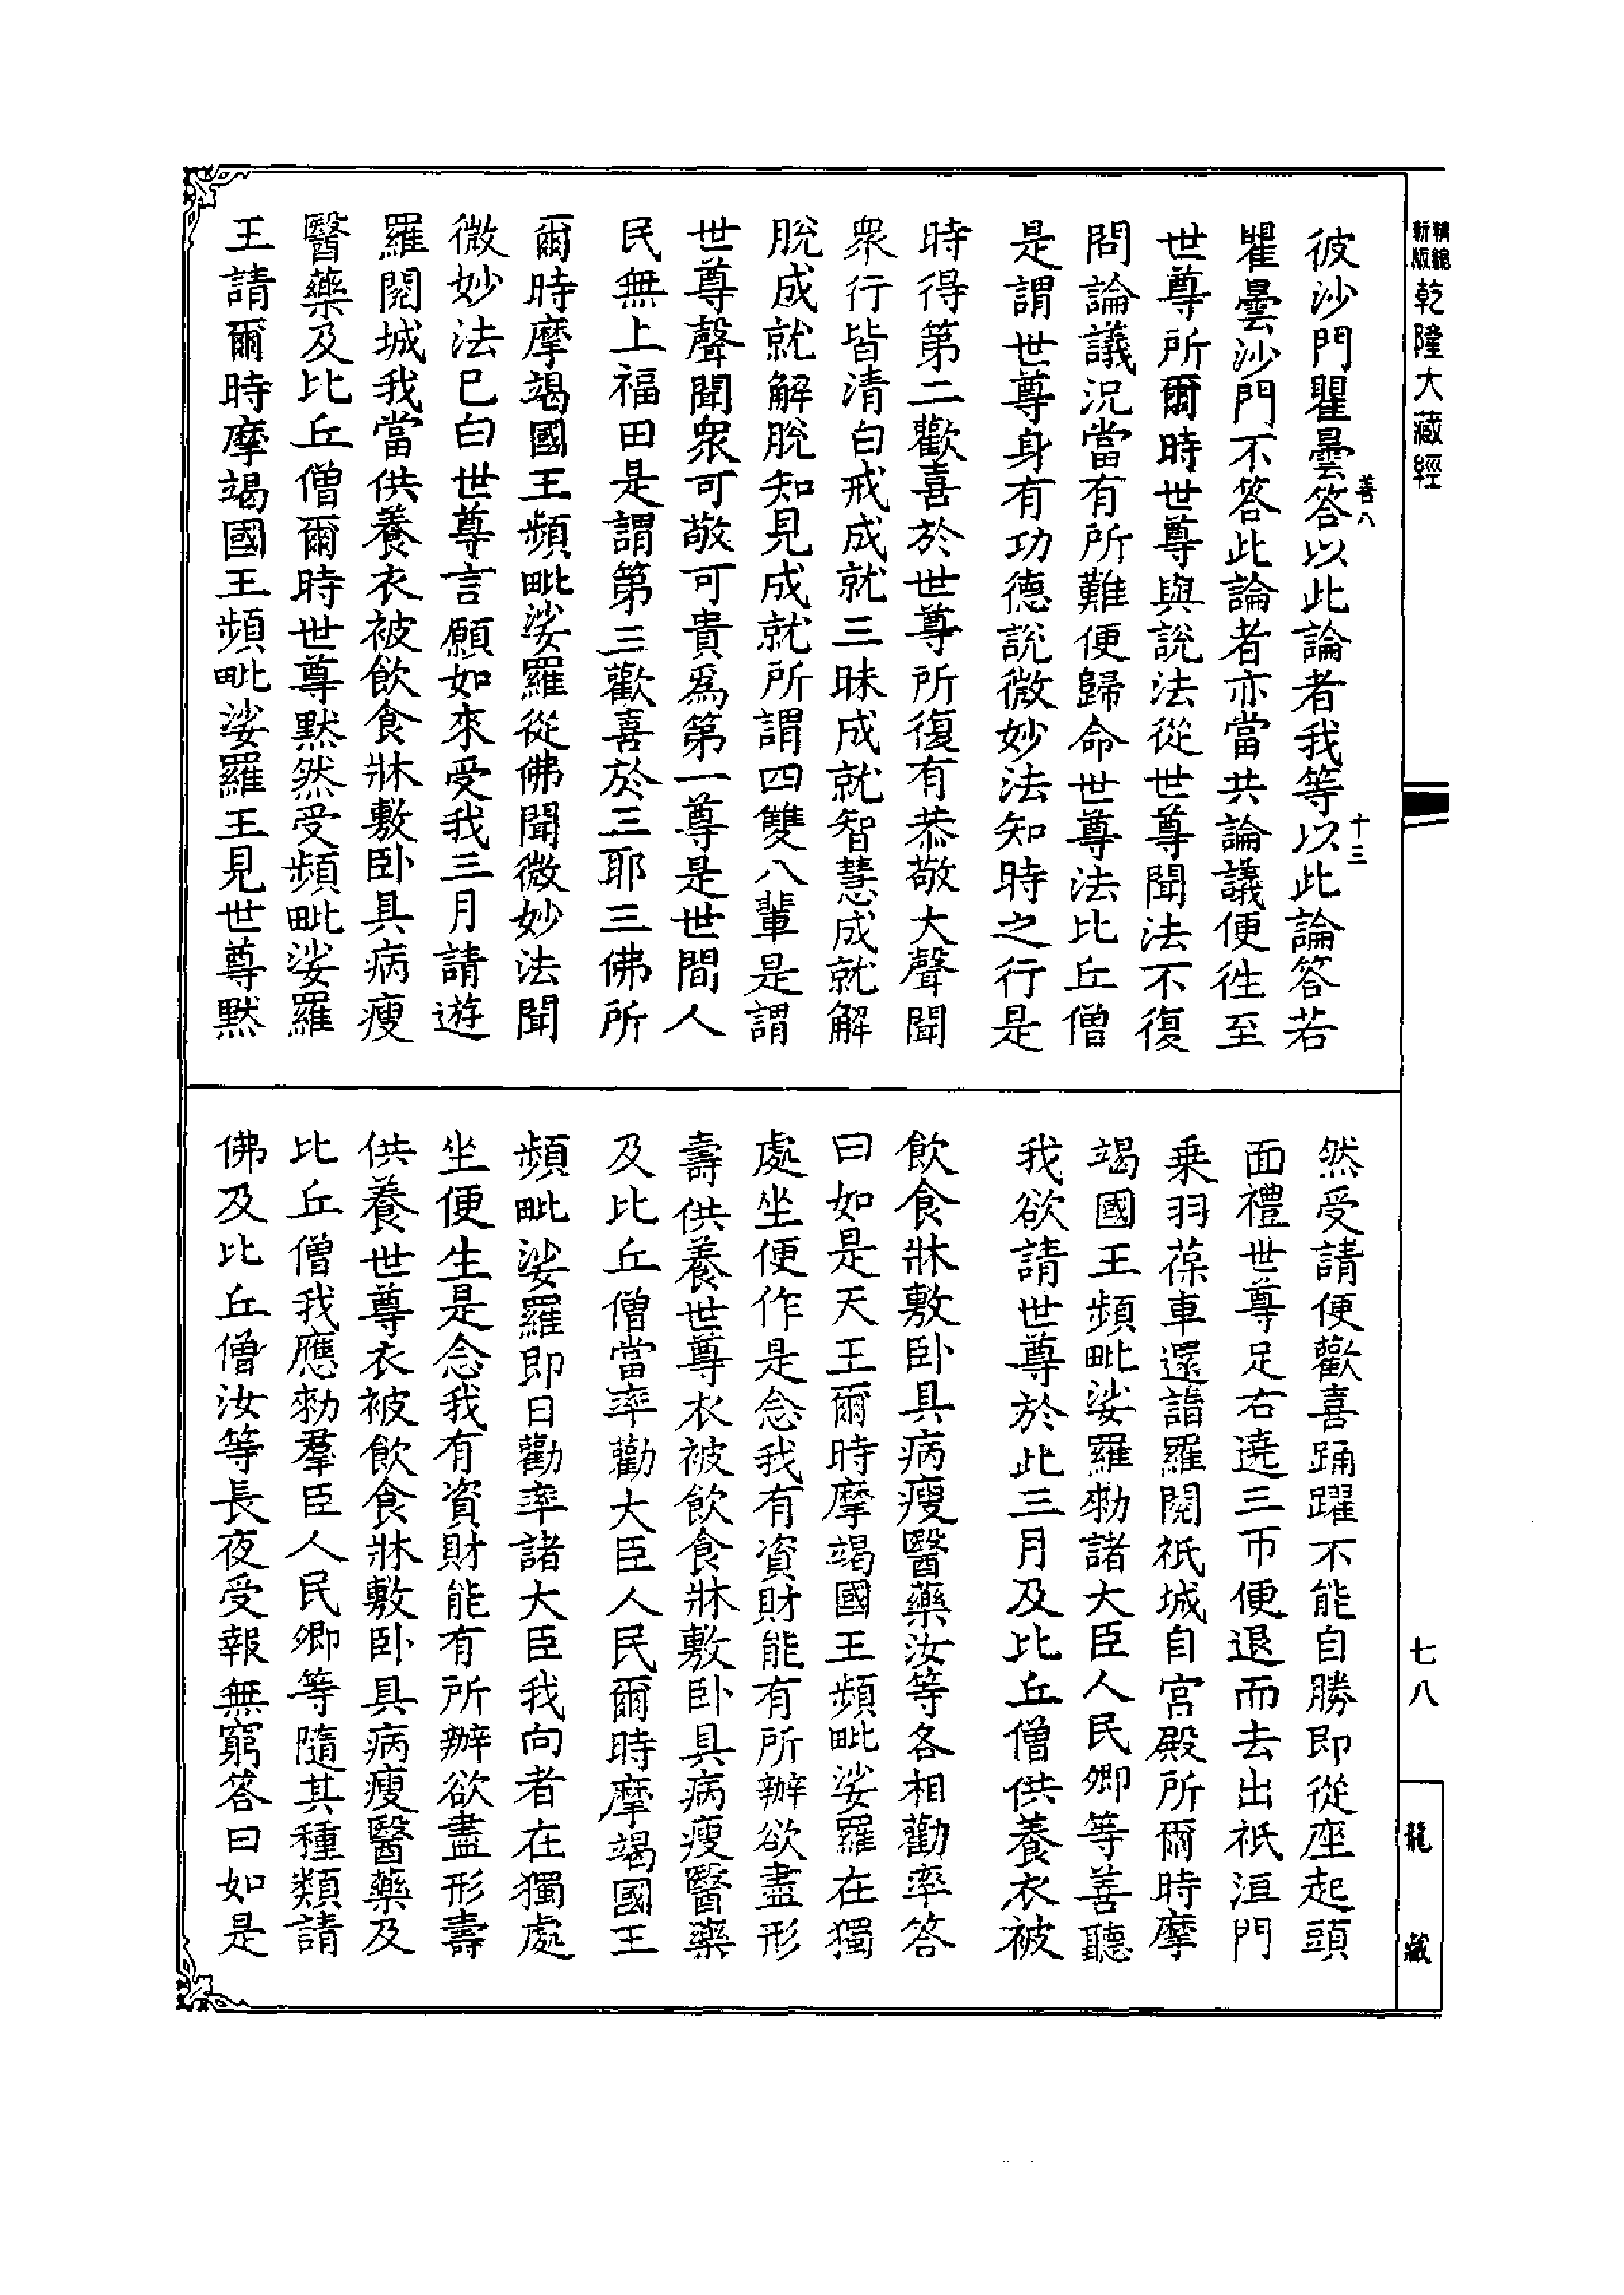 精縮
新版
乾隆大藏經
七八
龍藏
善八
十三
彼沙門瞿曇答以此論者我等以此論答若
瞿曇沙門不答此論者亦當共論議便往至
世尊所爾時世尊與說法從世尊聞法不復
問論議況當有所難便歸命世尊法比丘僧
是謂世尊身有功德說微妙法知時之行是
時得第二歡喜於世尊所復有恭敬大聲聞
衆行皆清白戒成就三昧成就智慧成就解
脫成就解脫知見成就所謂四雙八輩是謂
世尊聲聞衆可敬可貴爲第一尊是世間人
民無上福田是謂第三歡喜於三耶三佛所
爾時摩竭國王頻毗娑羅從佛聞微妙法聞
微妙法已白世尊言願如來受我三月請遊
羅閱城我當供養衣被飲食牀敷卧具病瘦
醫藥及比丘僧爾時世尊黙然受頻毗娑羅
王請爾時摩竭國王頻毗娑羅王見世尊黙
然受請便歡喜踊躍不能自勝即從座起頭
面禮世尊足右遶三帀便退而去出祇洹門
乗羽葆車還詣羅閱祇城自宮殿所爾時摩
竭國王頻毗娑羅勑諸大臣人民卿等善聽
我欲請世尊於此三月及比丘僧供養衣被
飲食牀敷卧具病瘦醫藥汝等各相勸率答
曰如是天王爾時摩竭國王頻毗娑羅在獨
處坐便作是念我有資財能有所辦欲盡形
壽供養世尊衣被飲食牀敷卧具病瘦醫藥
及比丘僧當率勸大臣人民爾時摩竭國王
頻毗娑羅即日勸率諸大臣我向者在獨處
坐便生是念我有資財能有所辦欲盡形壽
供養世尊衣被飲食牀敷卧具病瘦醫藥及
比丘僧我應勑羣臣人民卿等隨其種類請
佛及比丘僧汝等長夜受報無窮答曰如是